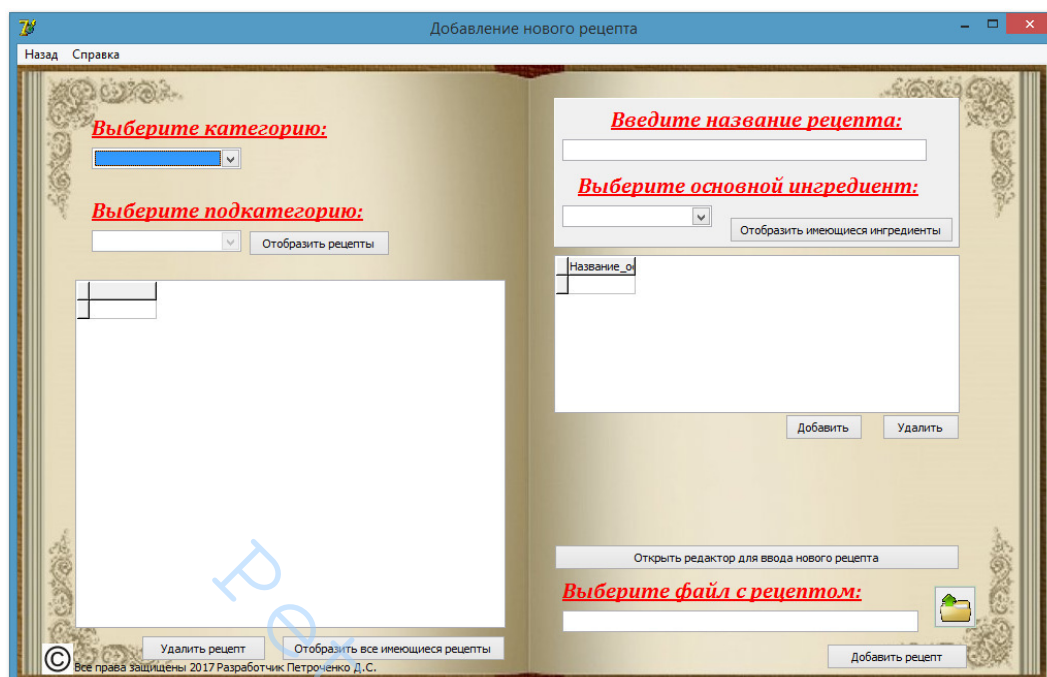 Добавление нового рецепта
Назад Справка
Выберите категорию:
Выберите подкатегорию:
Отобразить рецепты
Удалить рецепт
Отобразить все имеющиеся рецепты
©
Все права защищены 2017 Разработчик Петроченко Д.С.
Введите название рецепта:
Выберите основной ингредиент:
Отобразить имеющиеся ингредиенты
Название_о
Добавить
Удалить
Открыть редактор для ввода нового рецепта
Выберите файл с рецептом:
Добавить рецепт